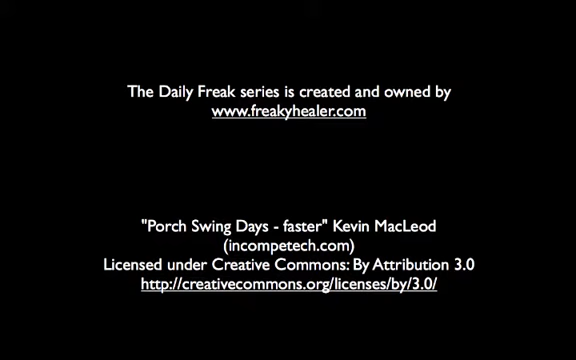 The Daily Freak series is created and owned by
www.freakyhealer.com
"Porch Swing Days - faster" Kevin MacLeod
(incompetech.com)
Licensed under Creative Commons: By Attribution 3.0
http://creativecommons.org/licenses/by/3.0/